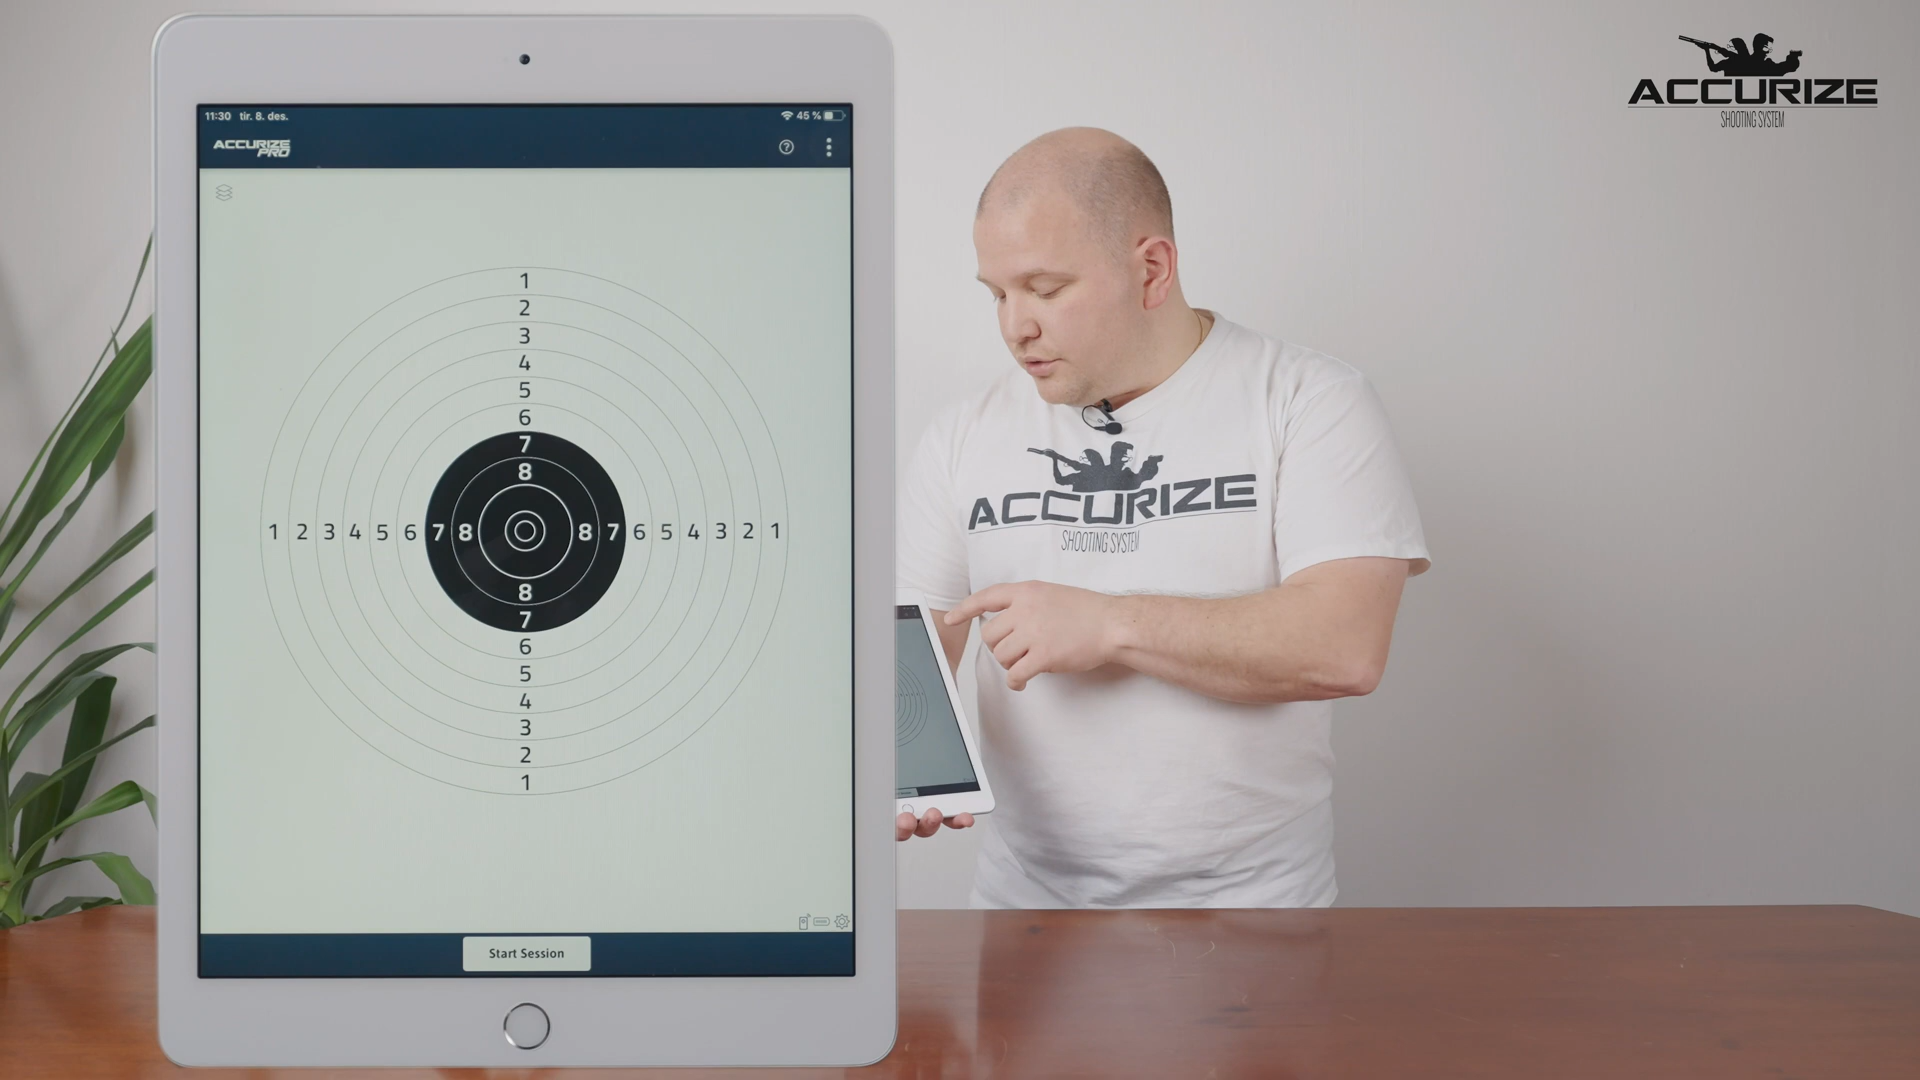 11:30 tir. 8. des.
45 %
ACCURIZE
PRO
?
1
2
3
4
5
6
7
8
1 2 3 4 5 6 7 8 8 7 6 5 4 3 2 1
8
7
6
5
4
3
2
1
Start Session
ACCURIZE
SHOOTING SYSTEM
ACCURIZE
SHOOTING SYSTEM